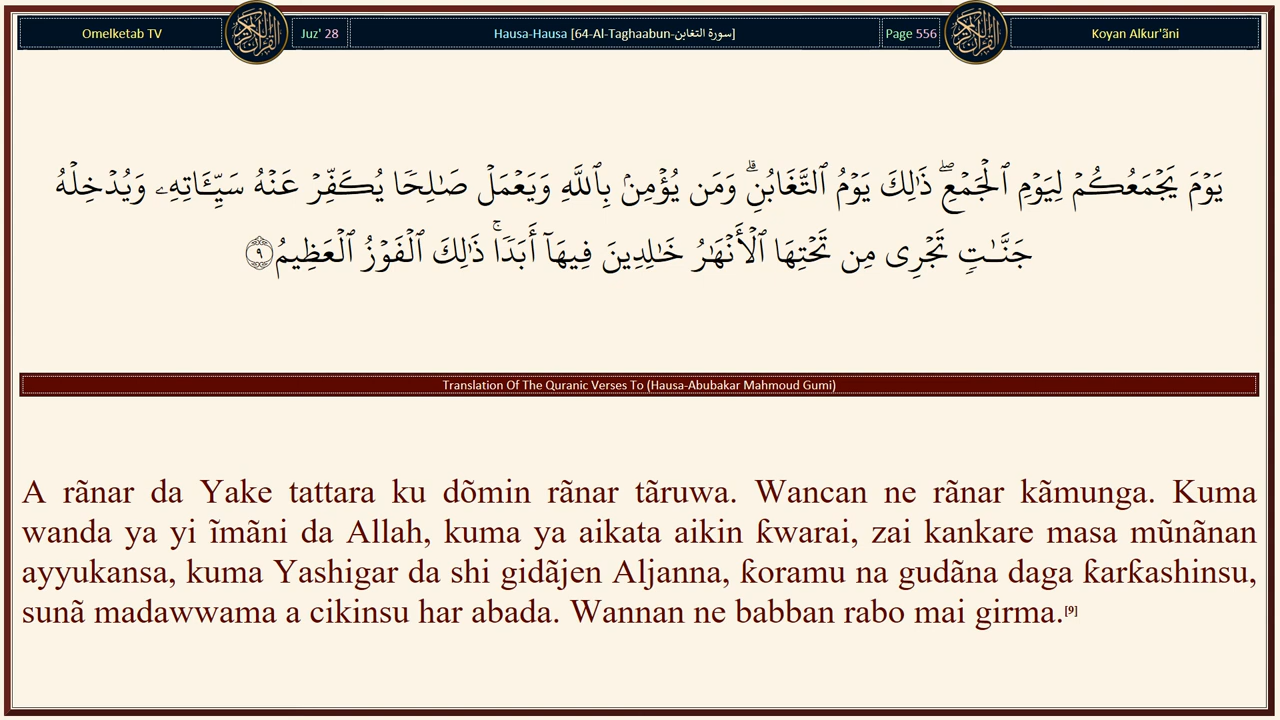 Omelketab TV
Juz' 28
Hausa-Hausa [64-Al-Taghaabun-سورة التغابن]
Page 556
Koyan Alƙur'ãni
يَوۡمَ يَجۡمَعُكُمۡ لِيَوۡمِ ٱلۡجَمۡعِۖ ذَٰلِكَ يَوۡمُ ٱلتَّغَابُنِۗ وَمَن يُؤۡمِنۢ بِٱللَّهِ وَيَعۡمَلۡ صَٰلِحٗا يُكَفِّرۡ عَنۡهُ سَيِّـَٔاتِهِۦ وَيُدۡخِلۡهُ
جَنَّـٰتٖ تَجۡرِى مِن تَحۡتِهَا ٱلۡأَنۡهَٰرُ خَٰلِدِينَ فِيهَآ أَبَدٗاۚ ذَٰلِكَ ٱلۡفَوۡزُ ٱلۡعَظِيمُ ٩
Translation Of The Quranic Verses To (Hausa-Abubakar Mahmoud Gumi)
A rãnar da Yake tattara ku dõmin rãnar tãruwa. Wancan ne rãnar kãmunga. Kuma
wanda ya yi ĩmãni da Allah, kuma ya aikata aikin ƙwarai, zai kankare masa mũnãnan
ayyukansa, kuma Yashigar da shi gidãjen Aljanna, ƙoramu na gudãna daga ƙarƙashinsu,
sunã madawwama a cikinsu har abada. Wannan ne babban rabo mai girma.[9]